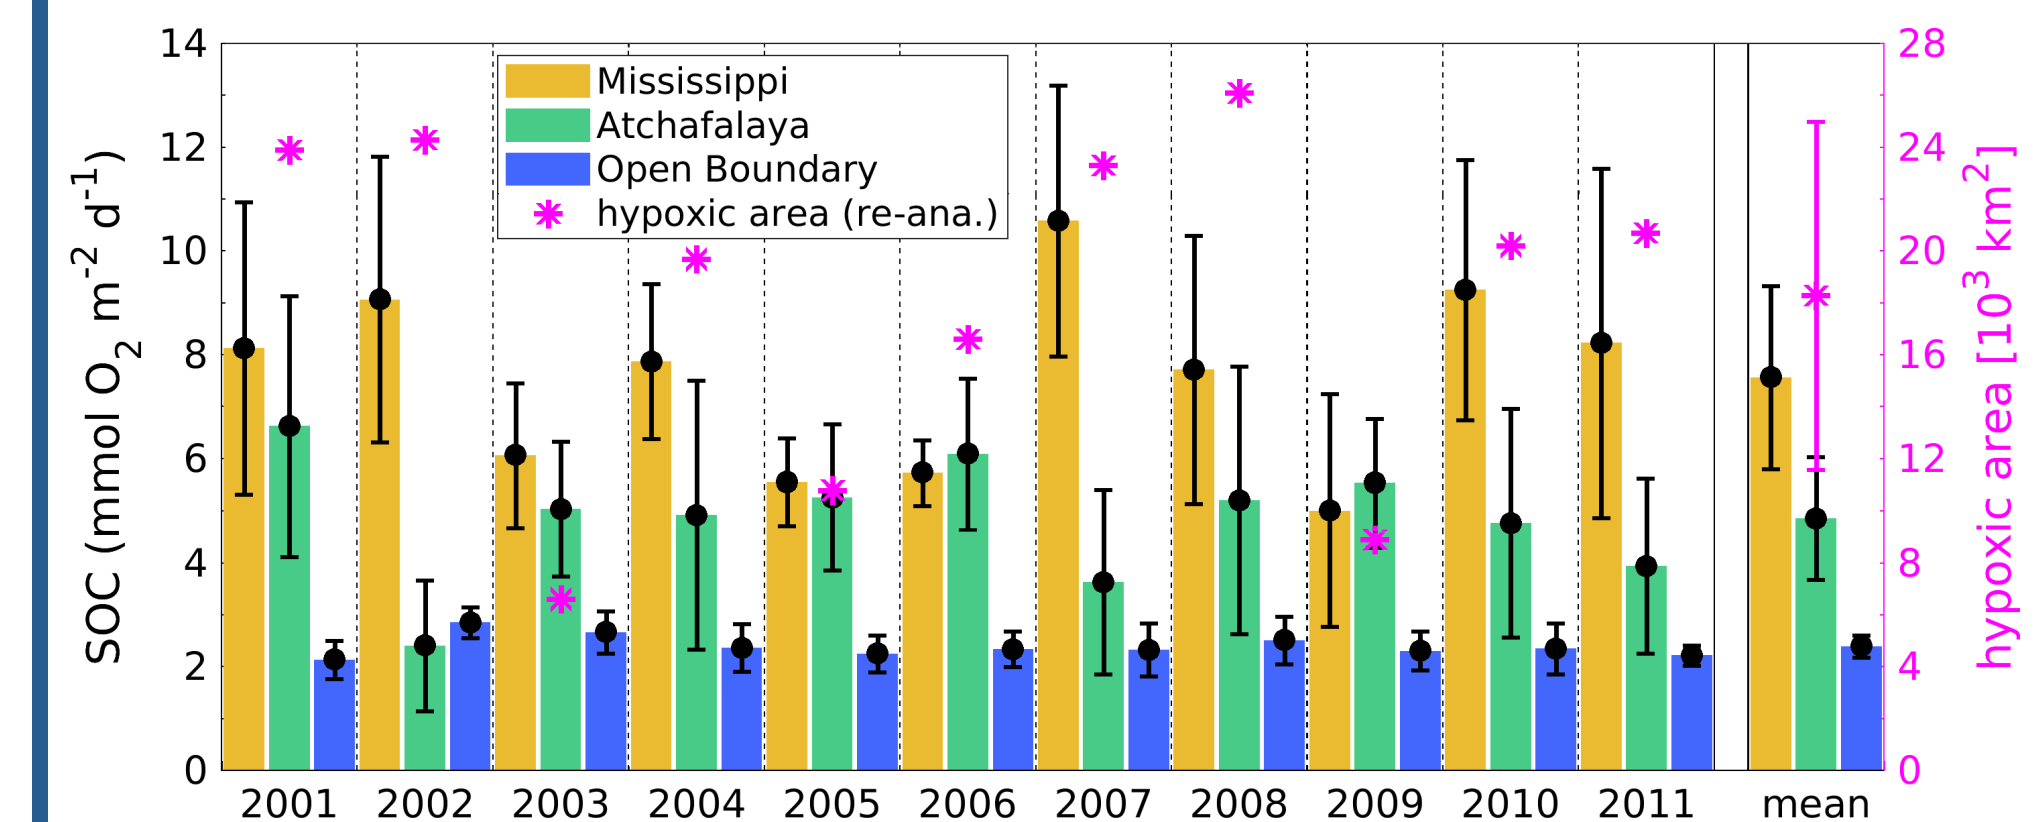 14
12
10
8
6
4
2
0
SOC (mmol O2 m-2 d-1)
Mississippi
Atchafalaya
Open Boundary
hypoxic area (re-ana.)
28
24
20
16
12
8
4
0
hypoxic area [103 km2]
2001 2002 2003 2004 2005 2006 2007 2008 2009 2010 2011 mean